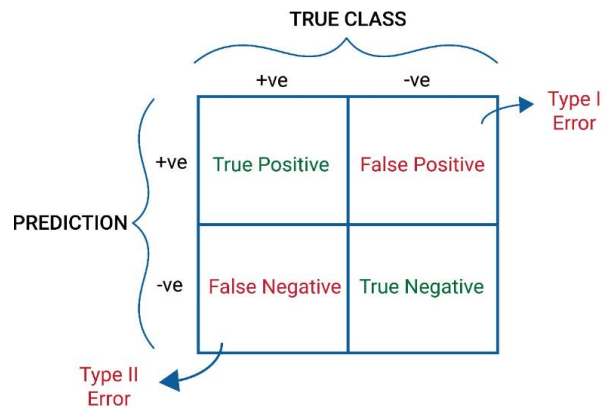 TRUE CLASS
+ve
-ve
Type I
Error
+ve
True Positive
False Positive
PREDICTION
-ve
False Negative
True Negative
Type II
Error